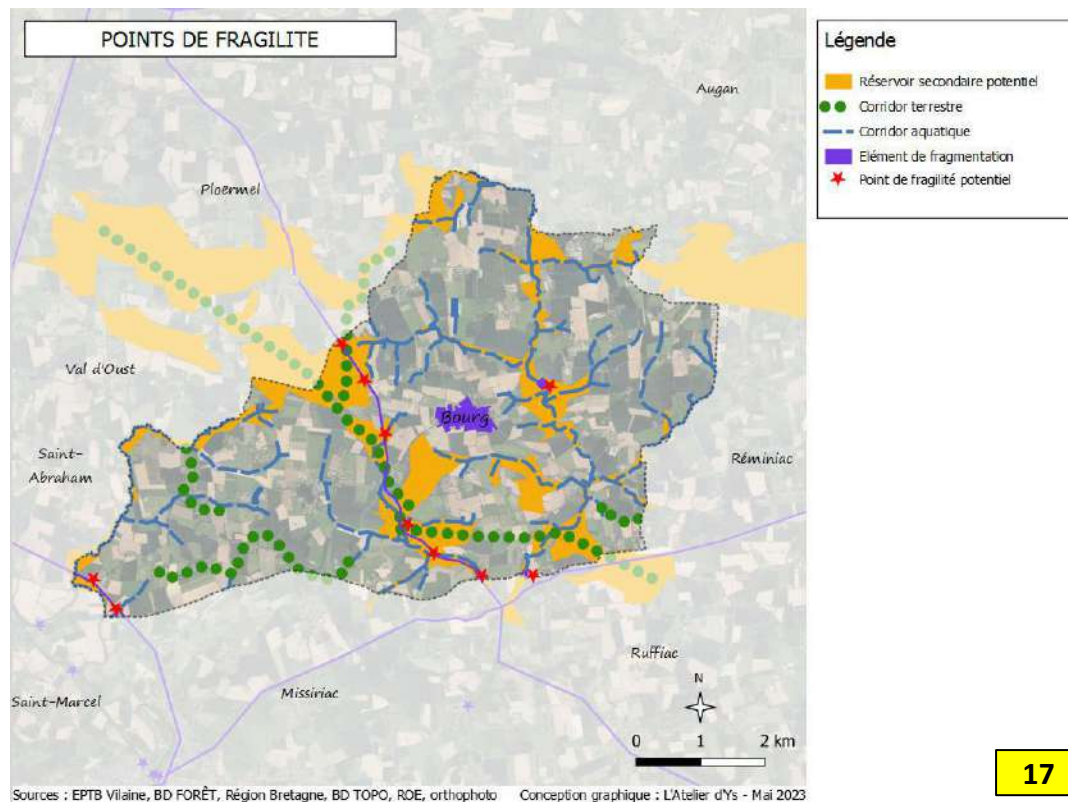 POINTS DE FRAGILITE
Légende
Réservoir secondaire potentiel
Corridor terrestre
Corridor aquatique
Elément de fragmentation
Point de fragilité potentiel
Augan
Ploermel
Val d'Oust
Bourg
Saint-
Abraham
Réminiac
Ruffiac
Missiriac
Saint-Marcel
N
0 1 2 km
17
Sources : EPTB Vilaine, BD FORÊT, Région Bretagne, BD TOPO, ROE, orthophoto Conception graphique : L'Atelier d'Ys - Mai 2023